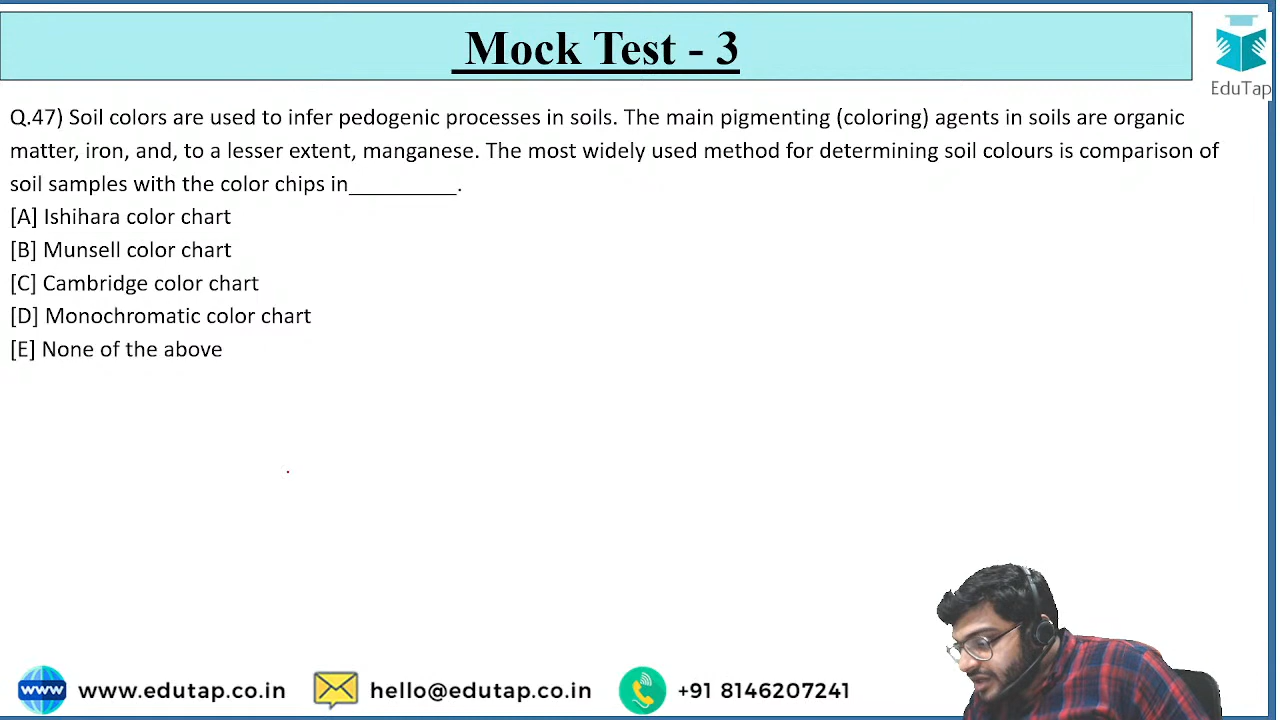 Mock Test - 3
EduTap
Q.47) Soil colors are used to infer pedogenic processes in soils. The main pigmenting (coloring) agents in soils are organic
matter, iron, and, to a lesser extent, manganese. The most widely used method for determining soil colours is comparison of
soil samples with the color chips in_________.
[A] Ishihara color chart
[B] Munsell color chart
[C] Cambridge color chart
[D] Monochromatic color chart
[E] None of the above
www www.edutap.co.in hello@edutap.co.in +91 8146207241